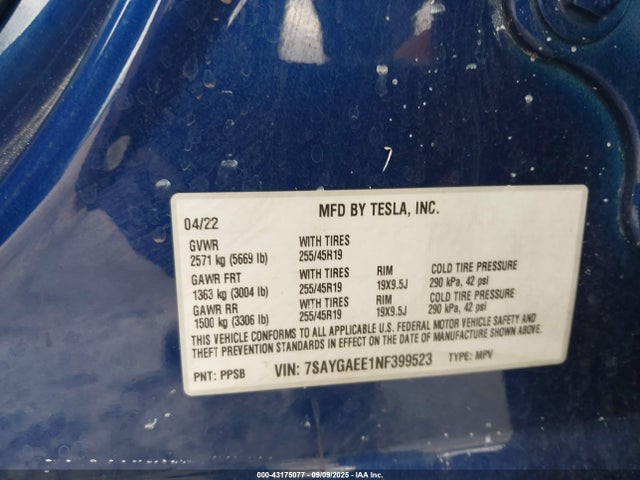 MFD BY TESLA, INC.
04/22
GVWR WITH TIRES
2571 kg (5669 lb) 255/45R19
GAWR FRT WITH TIRES RIM COLD TIRE PRESSURE
1363 kg (3004 lb) 255/45R19 19X9.5J 290 kPa, 42 psi
GAWR RR WITH TIRES RIM COLD TIRE PRESSURE
1500 kg (3306 lb) 255/45R19 19X9.5J 290 kPa, 42 psi
THIS VEHICLE CONFORMS TO ALL APPLICABLE U.S. FEDERAL MOTOR VEHICLE SAFETY AND
THEFT PREVENTION STANDARDS IN EFFECT ON THE DATE OF MANUFACTURE SHOWN ABOVE.
PNT: PPSB VIN: 7SAYGAEE1NF399523 TYPE: MPV
000-43175077 - 09/09/2025 - IAA Inc.